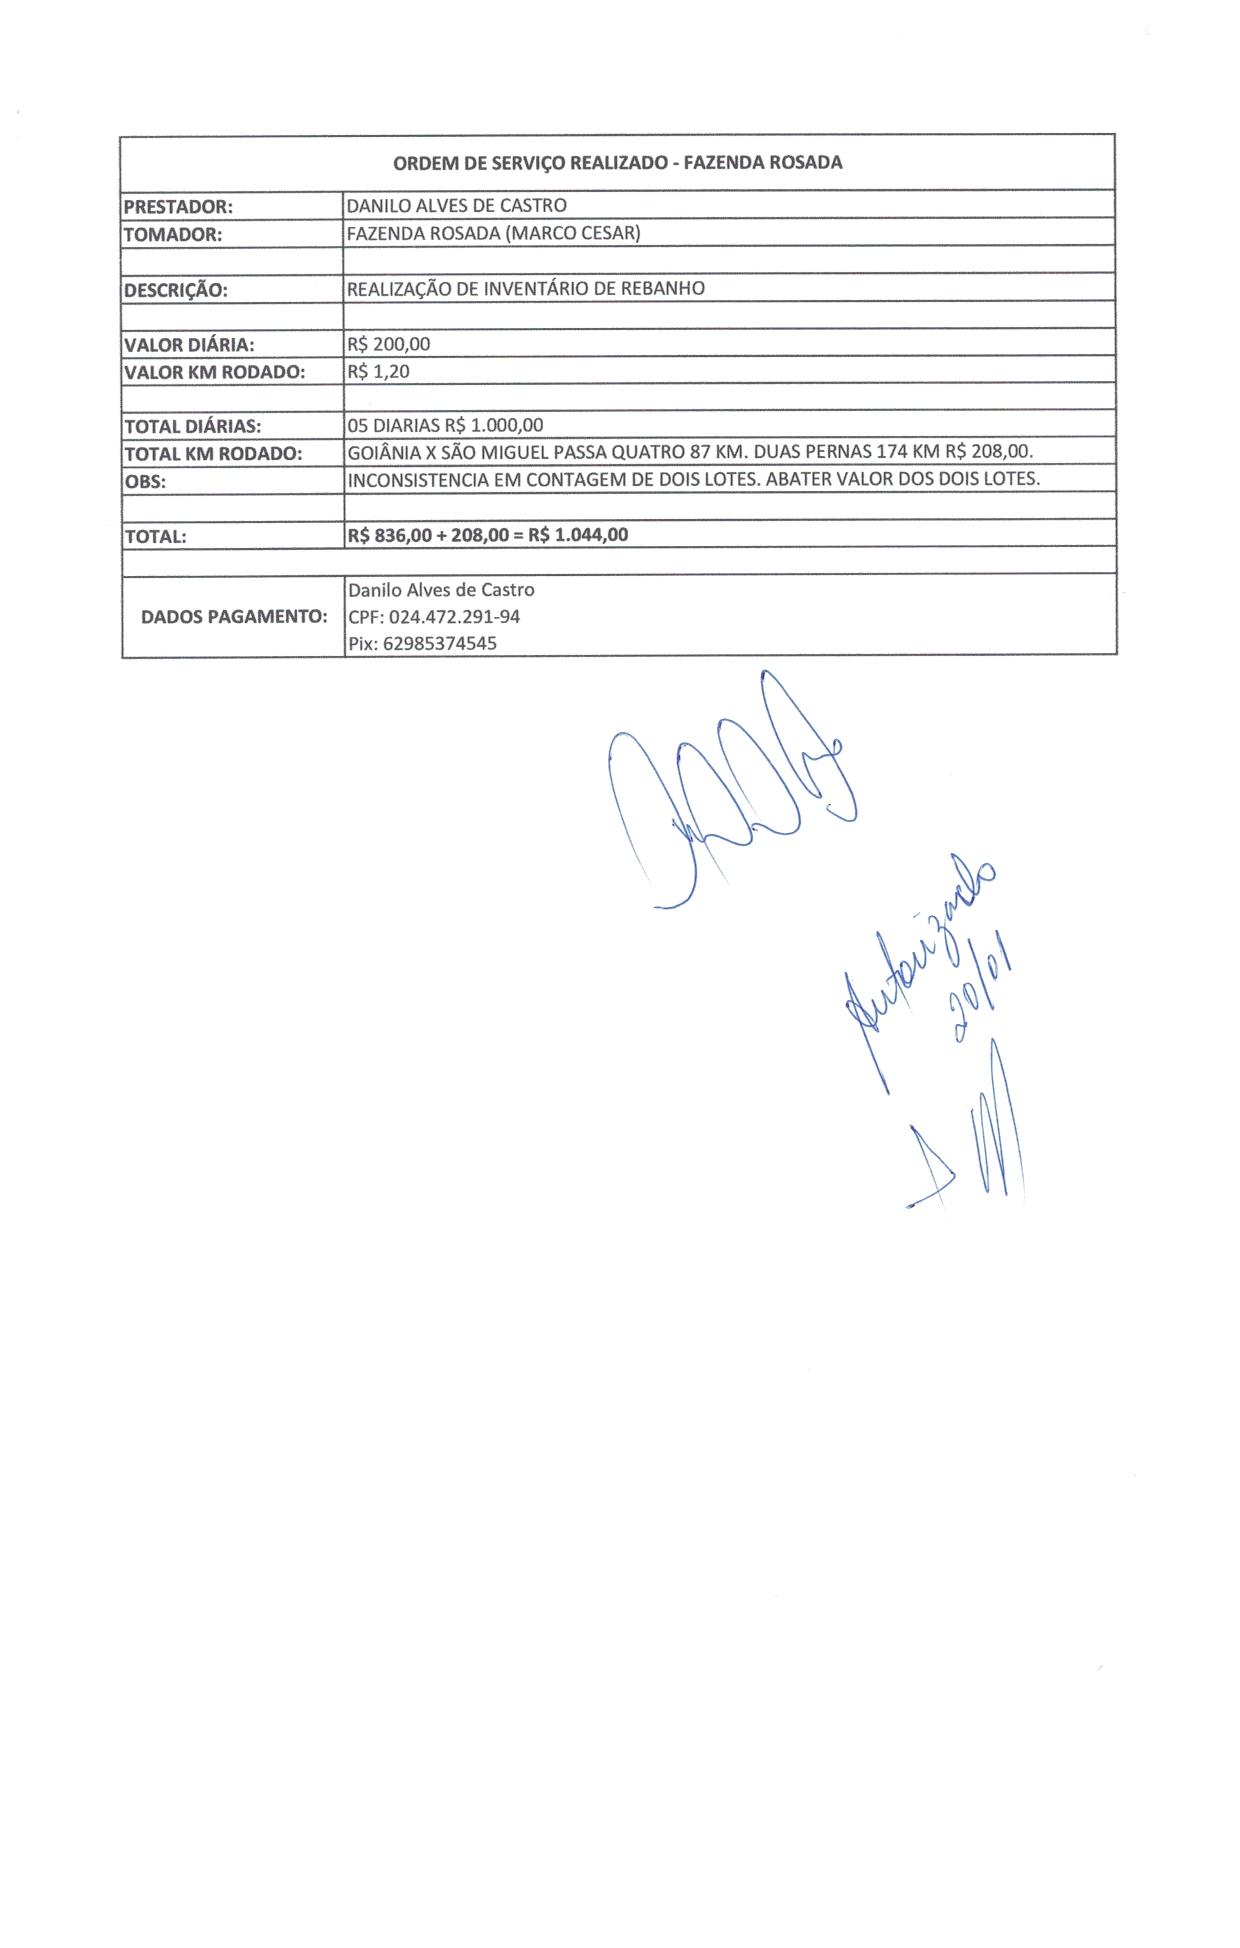 ORDEM DE SERVIÇO REALIZADO - FAZENDA ROSADA
PRESTADOR: DANILO ALVES DE CASTRO
TOMADOR: FAZENDA ROSADA (MARCO CESAR)
DESCRIÇÃO: REALIZAÇÃO DE INVENTÁRIO DE REBANHO
VALOR DIÁRIA: R$ 200,00
VALOR KM RODADO: R$ 1,20
TOTAL DIÁRIAS: 05 DIARIAS R$ 1.000,00
TOTAL KM RODADO: GOIÂNIA X SÃO MIGUEL PASSA QUATRO 87 KM. DUAS PERNAS 174 KM R$ 208,00.
OBS: INCONSISTENCIA EM CONTAGEM DE DOIS LOTES. ABATER VALOR DOS DOIS LOTES.
TOTAL: R$ 836,00 + 208,00 = R$ 1.044,00
DADOS PAGAMENTO:
Danilo Alves de Castro
CPF: 024.472.291-94
Pix: 62985374545
Autorizado
20/01